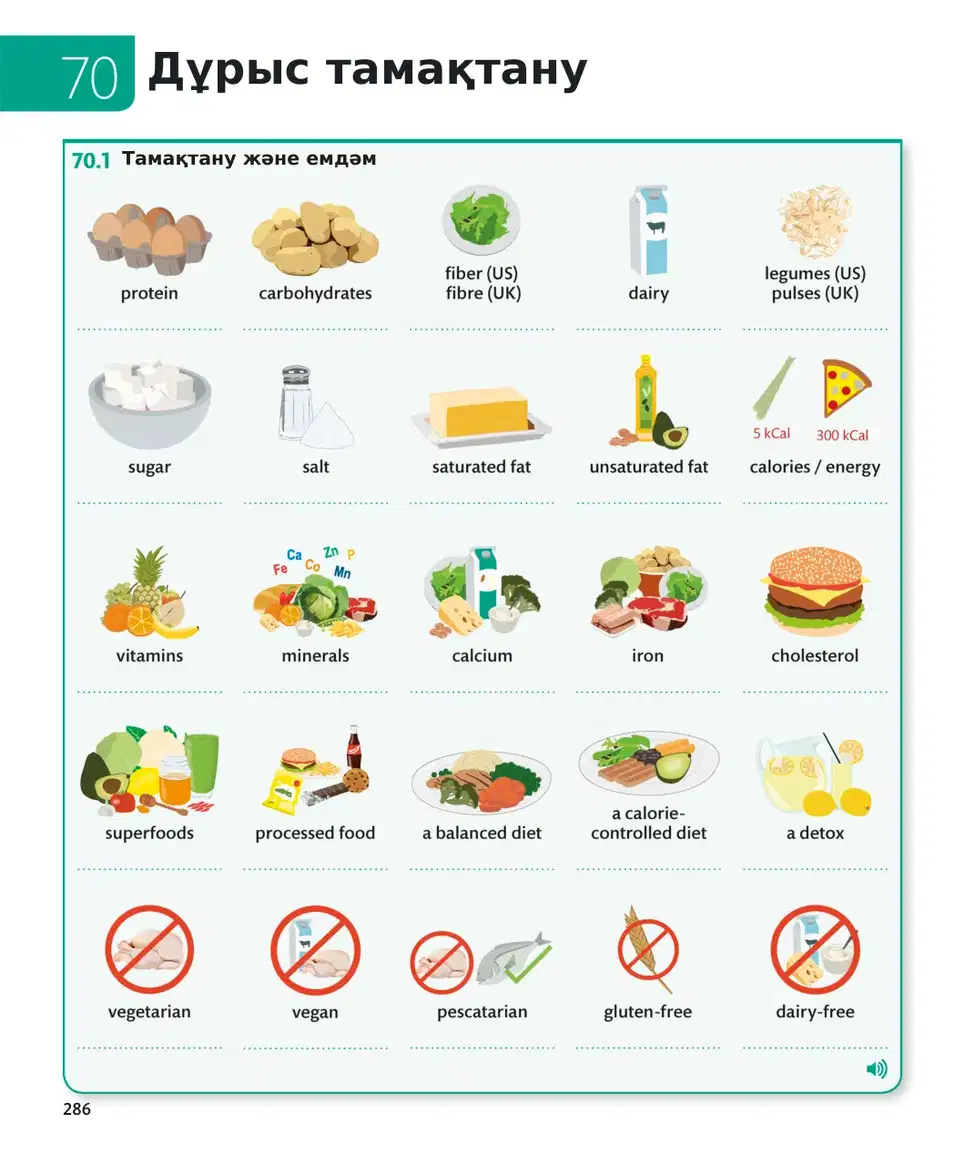 70 Дұрыс тамақтану
70.1 Тамақтану және емдәм
protein
carbohydrates
fiber (US)
fibre (UK)
dairy
legumes (US)
pulses (UK)
sugar
salt
saturated fat
unsaturated fat
5 kCal
300 kCal
calories / energy
vitamins
Ca
Zn
P
Fe
Co
Mn
minerals
calcium
iron
cholesterol
superfoods
processed food
a balanced diet
a calorie-
controlled diet
a detox
vegetarian
vegan
pescatarian
gluten-free
dairy-free
286